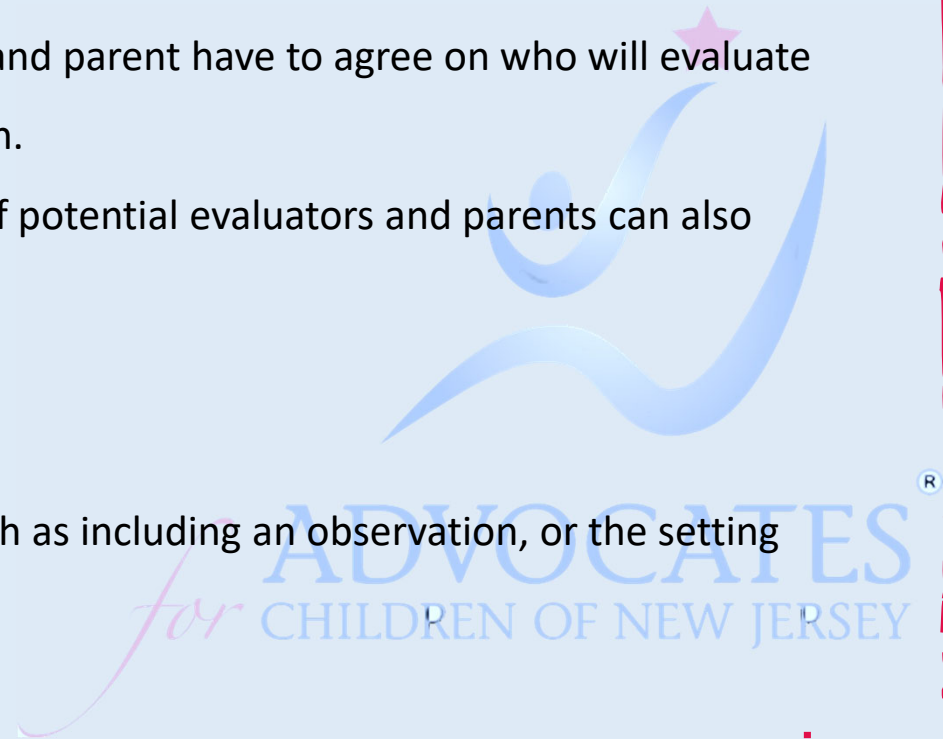 and parent have to agree on who will evaluate
potential evaluators and parents can also
as including an observation, or the setting
ADVOCATES
®
for CHILDREN OF NEW JERSEY